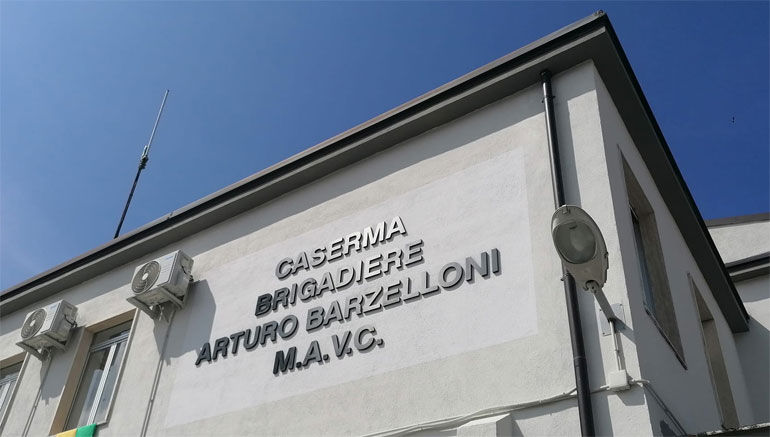 CASERMA
BRIGADIERE
ARTURO BARZELLONI
M.A.V.C.